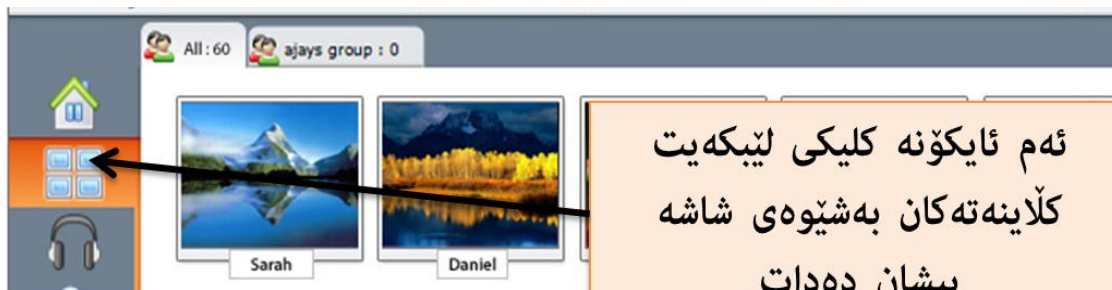 All : 60 ajays group : 0
ئەم ئایکۆنە کلیکی لێبکەیت
کڵاینەتەکان بەشێوەی شاشە
پیشان دەدات
Sarah Daniel